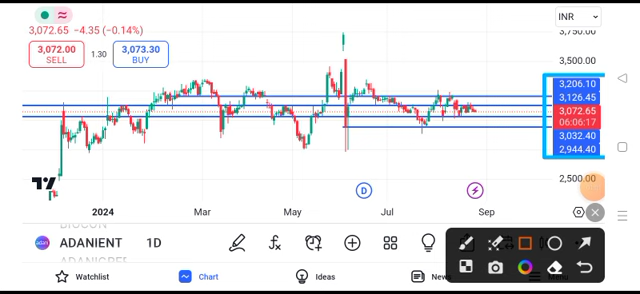 INR
3,072.65 −4.35 (−0.14%)
3,750.00
3,072.00
SELL
1.30
3,073.30
BUY
3,500.00
3,206.10
3,126.45
3,072.65
06:06:17
3,032.40
2,944.40
2,500.00
D
2024 Mar May Jul Sep
ADANIENT 1D
Watchlist
Chart
Ideas